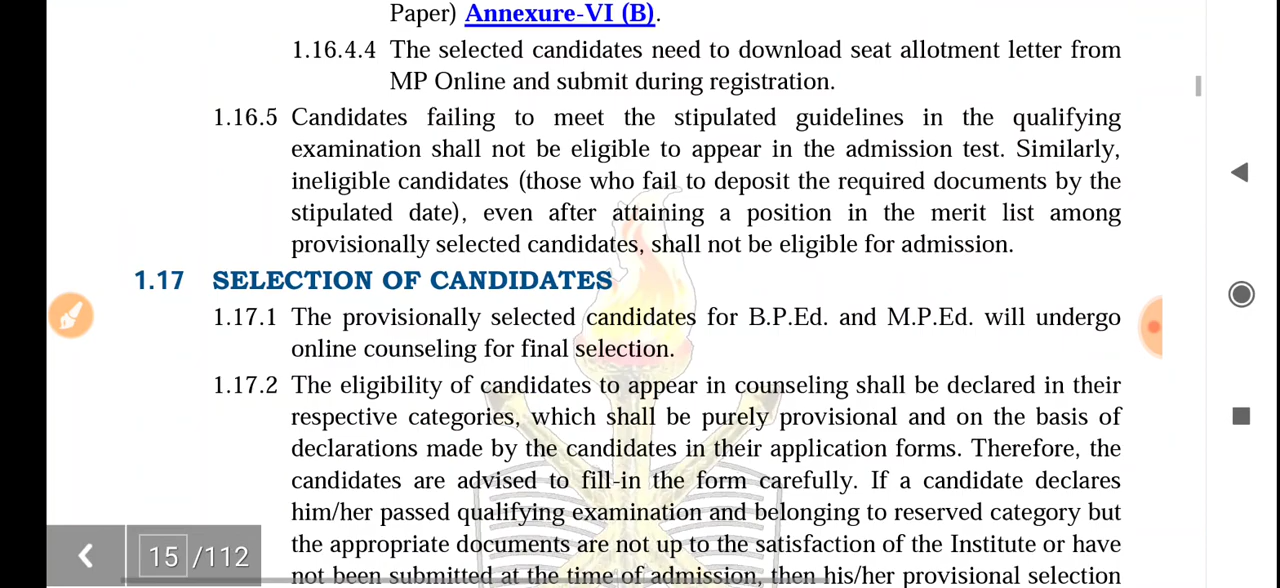 Paper) Annexure-VI (B).
1.16.4.4 The selected candidates need to download seat allotment letter from
MP Online and submit during registration.
1.16.5 Candidates failing to meet the stipulated guidelines in the qualifying
examination shall not be eligible to appear in the admission test. Similarly,
ineligible candidates (those who fail to deposit the required documents by the
stipulated date), even after attaining a position in the merit list among
provisionally selected candidates, shall not be eligible for admission.
1.17 SELECTION OF CANDIDATES
1.17.1 The provisionally selected candidates for B.P.Ed. and M.P.Ed. will undergo
online counseling for final selection.
1.17.2 The eligibility of candidates to appear in counseling shall be declared in their
respective categories, which shall be purely provisional and on the basis of
declarations made by the candidates in their application forms. Therefore, the
candidates are advised to fill-in the form carefully. If a candidate declares
him/her passed qualifying examination and belonging to reserved category but
the appropriate documents are not up to the satisfaction of the Institute or have
not been submitted at the time of admission, then his/her provisional selection
15 /112